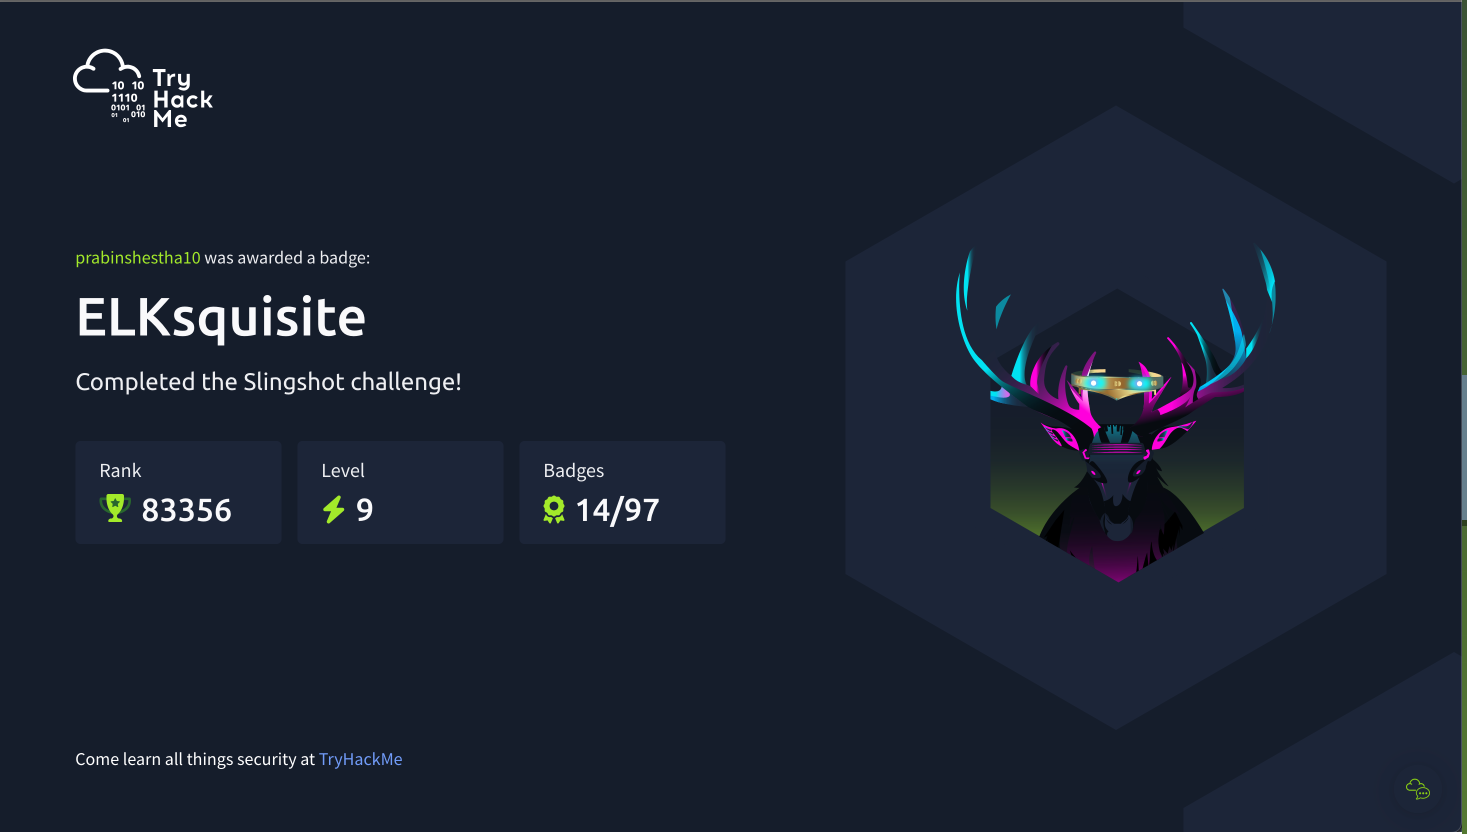 10 10
1110
0101 01
01 010
01
Try
Hack
Me
prabinshestha10 was awarded a badge:
ELKsquisite
Completed the Slingshot challenge!
Rank
83356
Level
9
Badges
14/97
Come learn all things security at TryHackMe